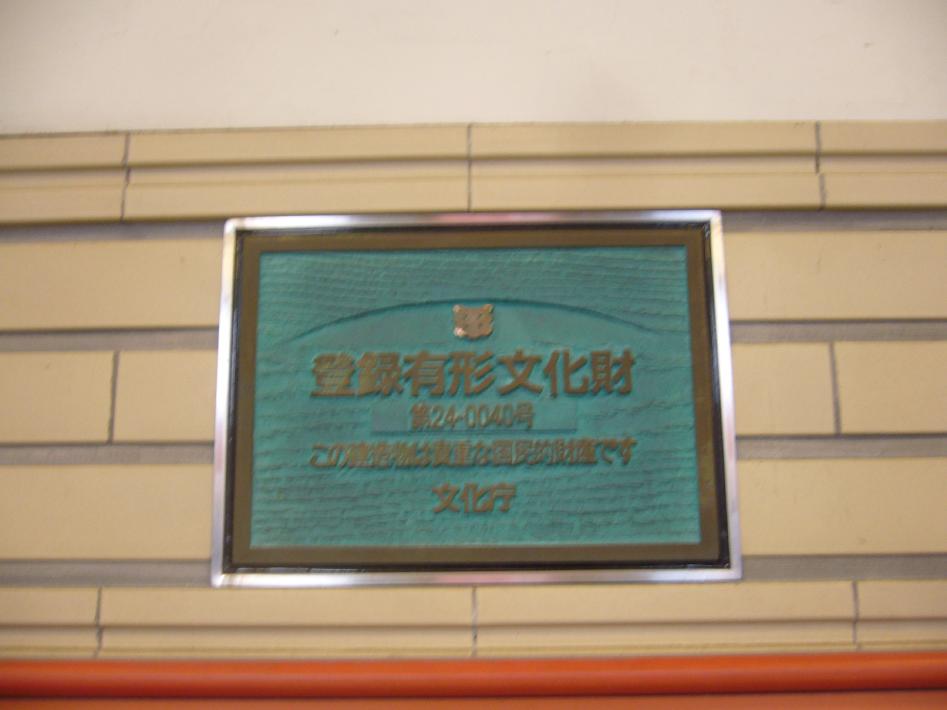 登録有形文化財
第24-0040号
この建造物は貴重な国民的財産です
文化庁